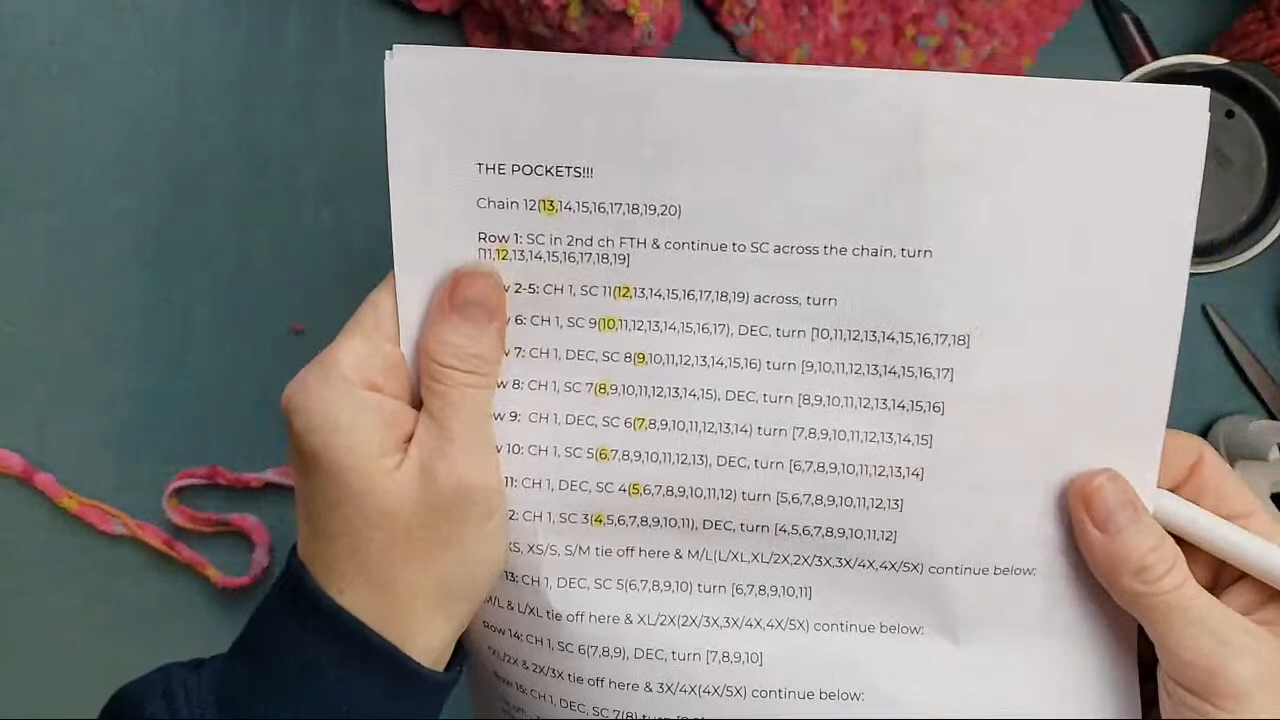 THE POCKETS!!!
Chain 12(13,14,15,16,17,18,19,20)
Row 1: SC in 2nd ch FTH & continue to SC across the chain, turn
[11,12,13,14,15,16,17,18,19]
2-5: CH 1, SC 11(12,13,14,15,16,17,18,19) across, turn
6: CH 1, SC 9(10,11,12,13,14,15,16,17), DEC, turn [10,11,12,13,14,15,16,17,18]
7: CH 1, DEC, SC 8(9,10,11,12,13,14,15,16) turn [9,10,11,12,13,14,15,16,17]
8: CH 1, SC 7(8,9,10,11,12,13,14,15), DEC, turn [8,9,10,11,12,13,14,15,16]
9: CH 1, DEC, SC 6(7,8,9,10,11,12,13,14) turn [7,8,9,10,11,12,13,14,15]
10: CH 1, SC 5(6,7,8,9,10,11,12,13), DEC, turn [6,7,8,9,10,11,12,13,14]
11: CH 1, DEC, SC 4(5,6,7,8,9,10,11,12) turn [5,6,7,8,9,10,11,12,13]
2: CH 1, SC 3(4,5,6,7,8,9,10,11), DEC, turn [4,5,6,7,8,9,10,11,12]
XS, XS/S, S/M tie off here & M/L(L/XL,XL/2X,2X/3X,3X/4X,4X/5X) continue below:
13: CH 1, DEC, SC 5(6,7,8,9,10) turn [6,7,8,9,10,11]
M/L & L/XL tie off here & XL/2X(2X/3X,3X/4X,4X/5X) continue below:
Row 14: CH 1, SC 6(7,8,9), DEC, turn [7,8,9,10]
XL/2X & 2X/3X tie off here & 3X/4X(4X/5X) continue below:
Row 15: CH 1, DEC, SC 7(8) turn